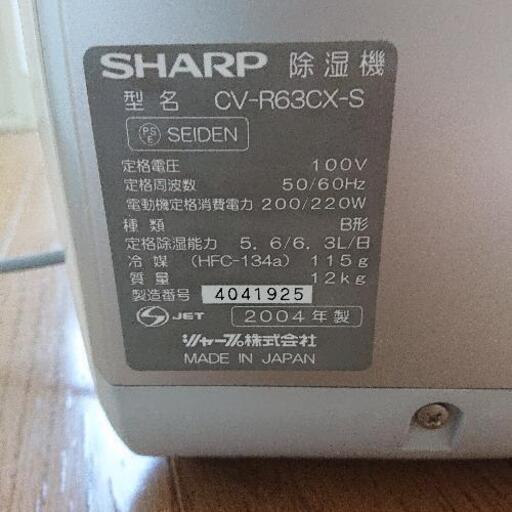 SHARP 除湿機
型名 CV-R63CX-S
PS E SEIDEN
定格電圧 100V
定格周波数 50/60Hz
電動機定格消費電力 200/220W
種類 B形
定格除湿能力 5.6/6.3L/日
冷媒 (HFC-134a) 115g
質量 12kg
製造番号 4041925
S JET 2004年製
シャープ株式会社
MADE IN JAPAN